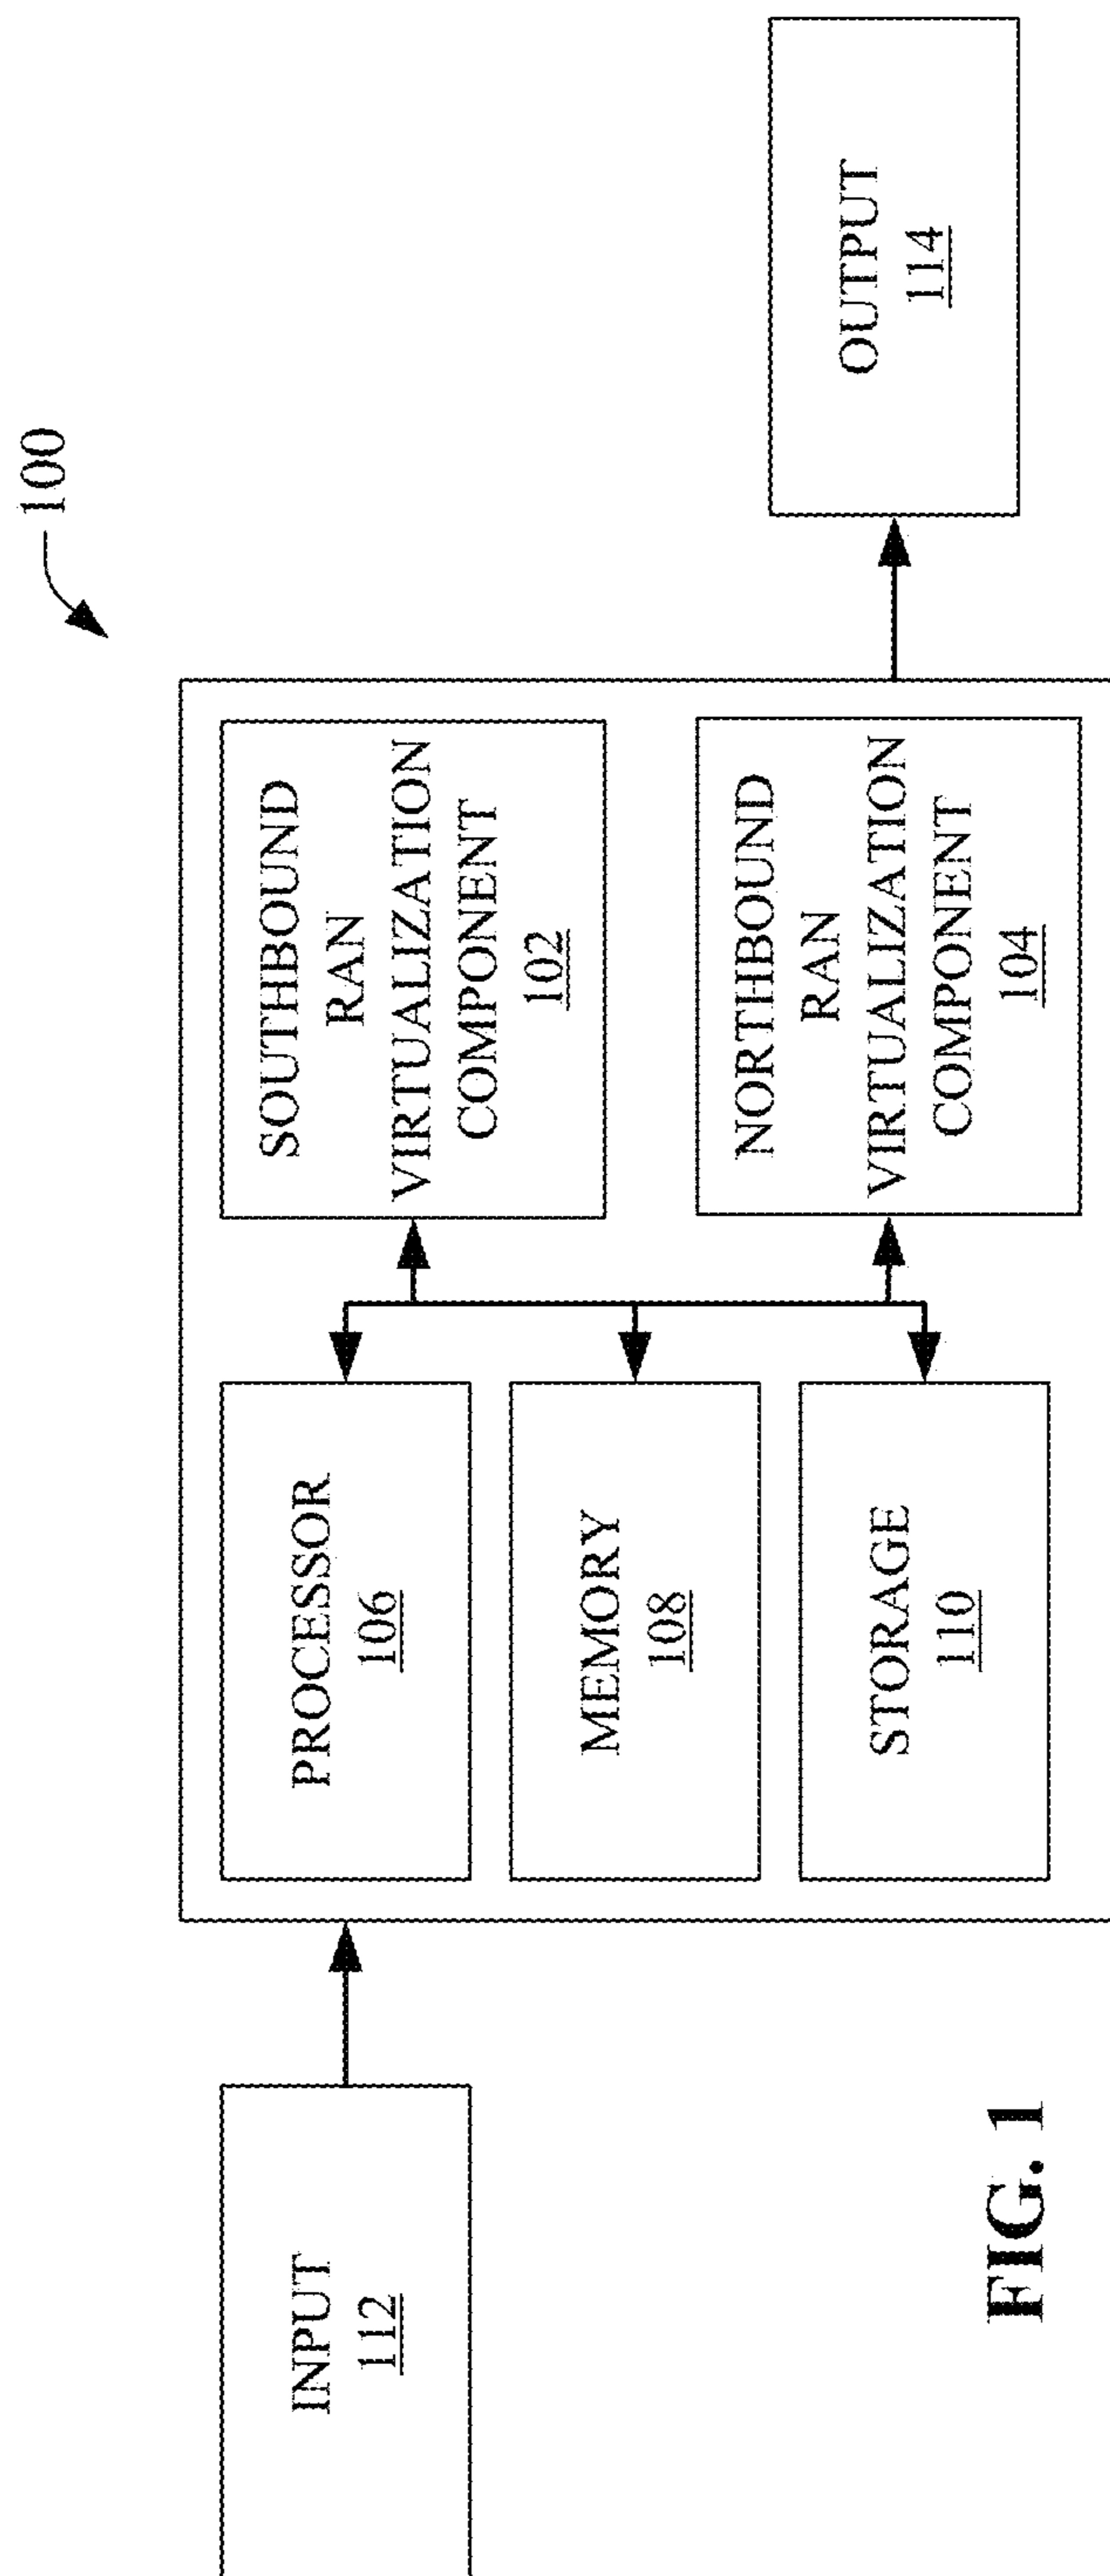 100
INPUT
112
PROCESSOR
106
MEMORY
108
STORAGE
110
SOUTHBOUND
RAN
VIRTUALIZATION
COMPONENT
102
NORTHBOUND
RAN
VIRTUALIZATION
COMPONENT
104
OUTPUT
114
FIG. 1